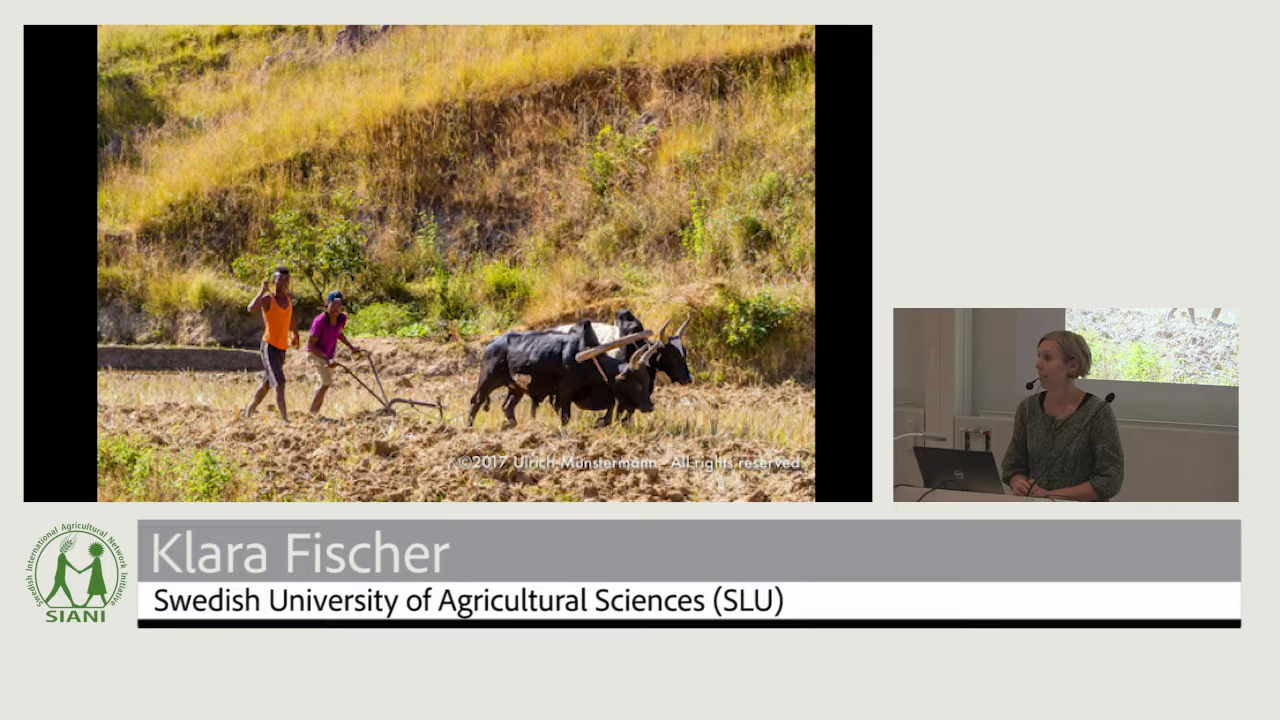 ©2017 Ulrich Münstermann - All rights reserved
Klara Fischer
Swedish University of Agricultural Sciences (SLU)
Swedish International Agricultural Network Initiative
SIANI
DELL